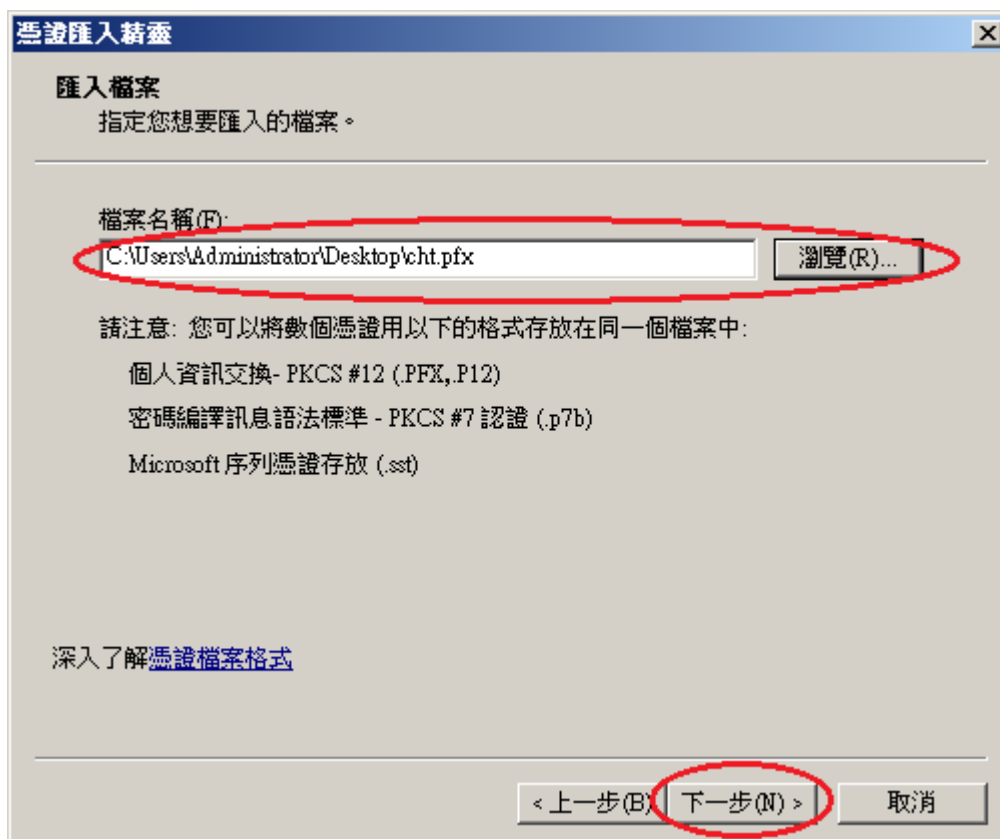 憑證匯入精靈
匯入檔案
指定您想要匯入的檔案。
檔案名稱(F):
C:\Users\Administrator\Desktop\cht.pfx
瀏覽(R)...
請注意: 您可以將數個憑證用以下的格式存放在同一個檔案中:
個人資訊交換- PKCS #12 (.PFX,.P12)
密碼編譯訊息語法標準 - PKCS #7 認證 (.p7b)
Microsoft 序列憑證存放 (.sst)
深入了解憑證檔案格式
< 上一步(B) 下一步(N) > 取消